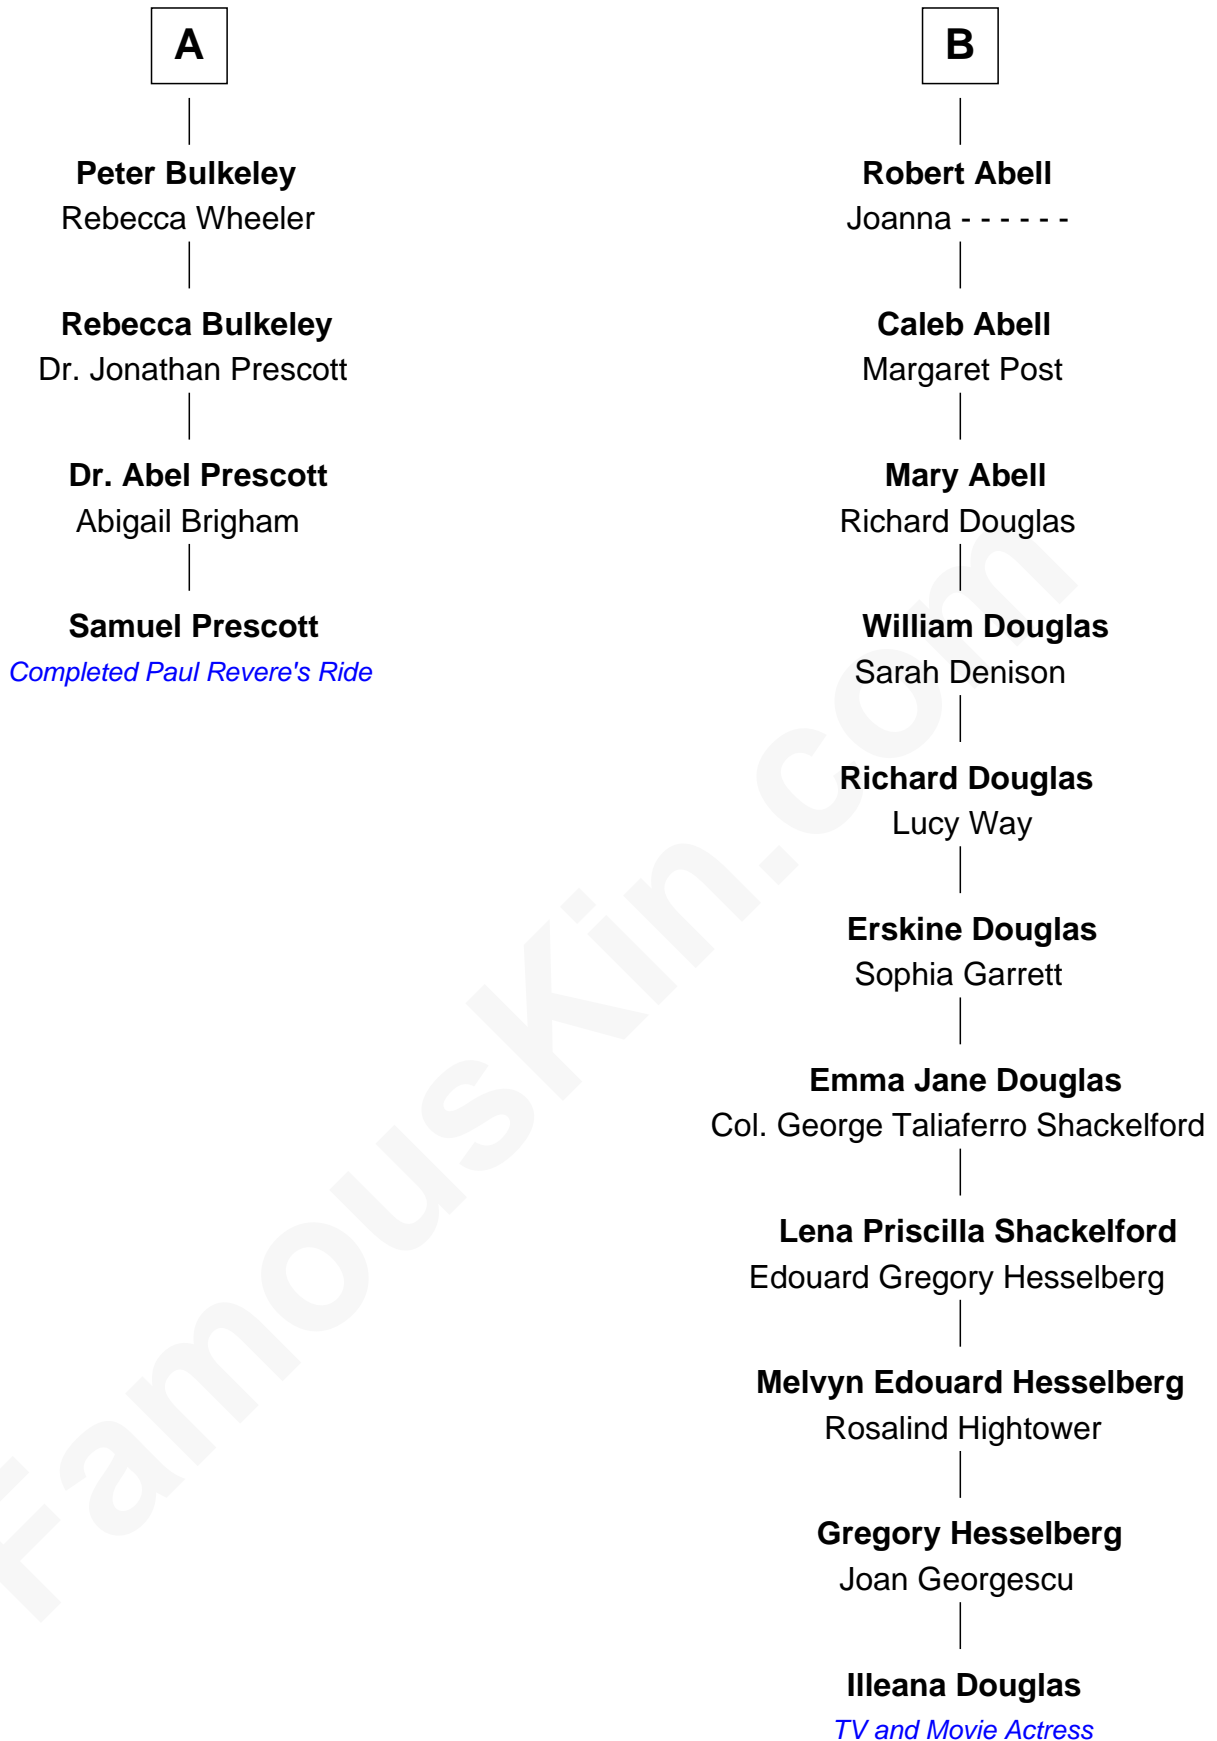 A
Peter Bulkeley
Rebecca Wheeler
Rebecca Bulkeley
Dr. Jonathan Prescott
Dr. Abel Prescott
Abigail Brigham
Samuel Prescott
Completed Paul Revere's Ride
B
Robert Abell
Joanna - - - - - -
Caleb Abell
Margaret Post
Mary Abell
Richard Douglas
William Douglas
Sarah Denison
Richard Douglas
Lucy Way
Erskine Douglas
Sophia Garrett
Emma Jane Douglas
Col. George Taliaferro Shackelford
Lena Priscilla Shackelford
Edouard Gregory Hesselberg
Melvyn Edouard Hesselberg
Rosalind Hightower
Gregory Hesselberg
Joan Georgescu
Illeana Douglas
TV and Movie Actress
FamousKin.com